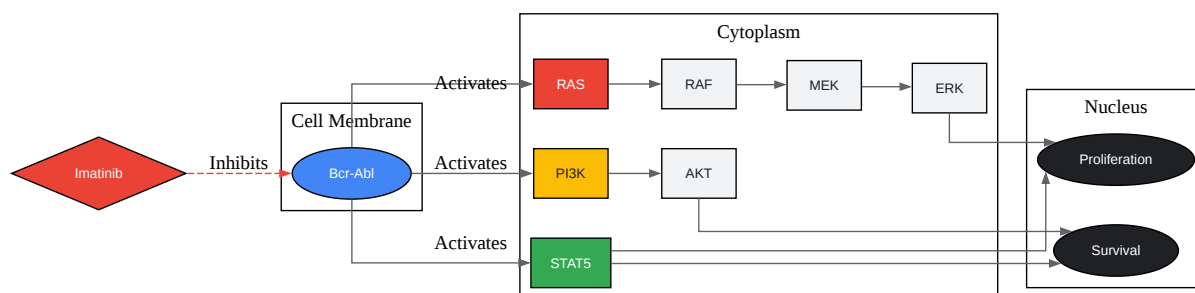 Cytoplasm
Activates
RAS
RAF
MEK
ERK
Cell Membrane
Nucleus
Imatinib
Inhibits
Bcr-Abl
Activates
PI3K
AKT
Proliferation
Activates
STAT5
Survival